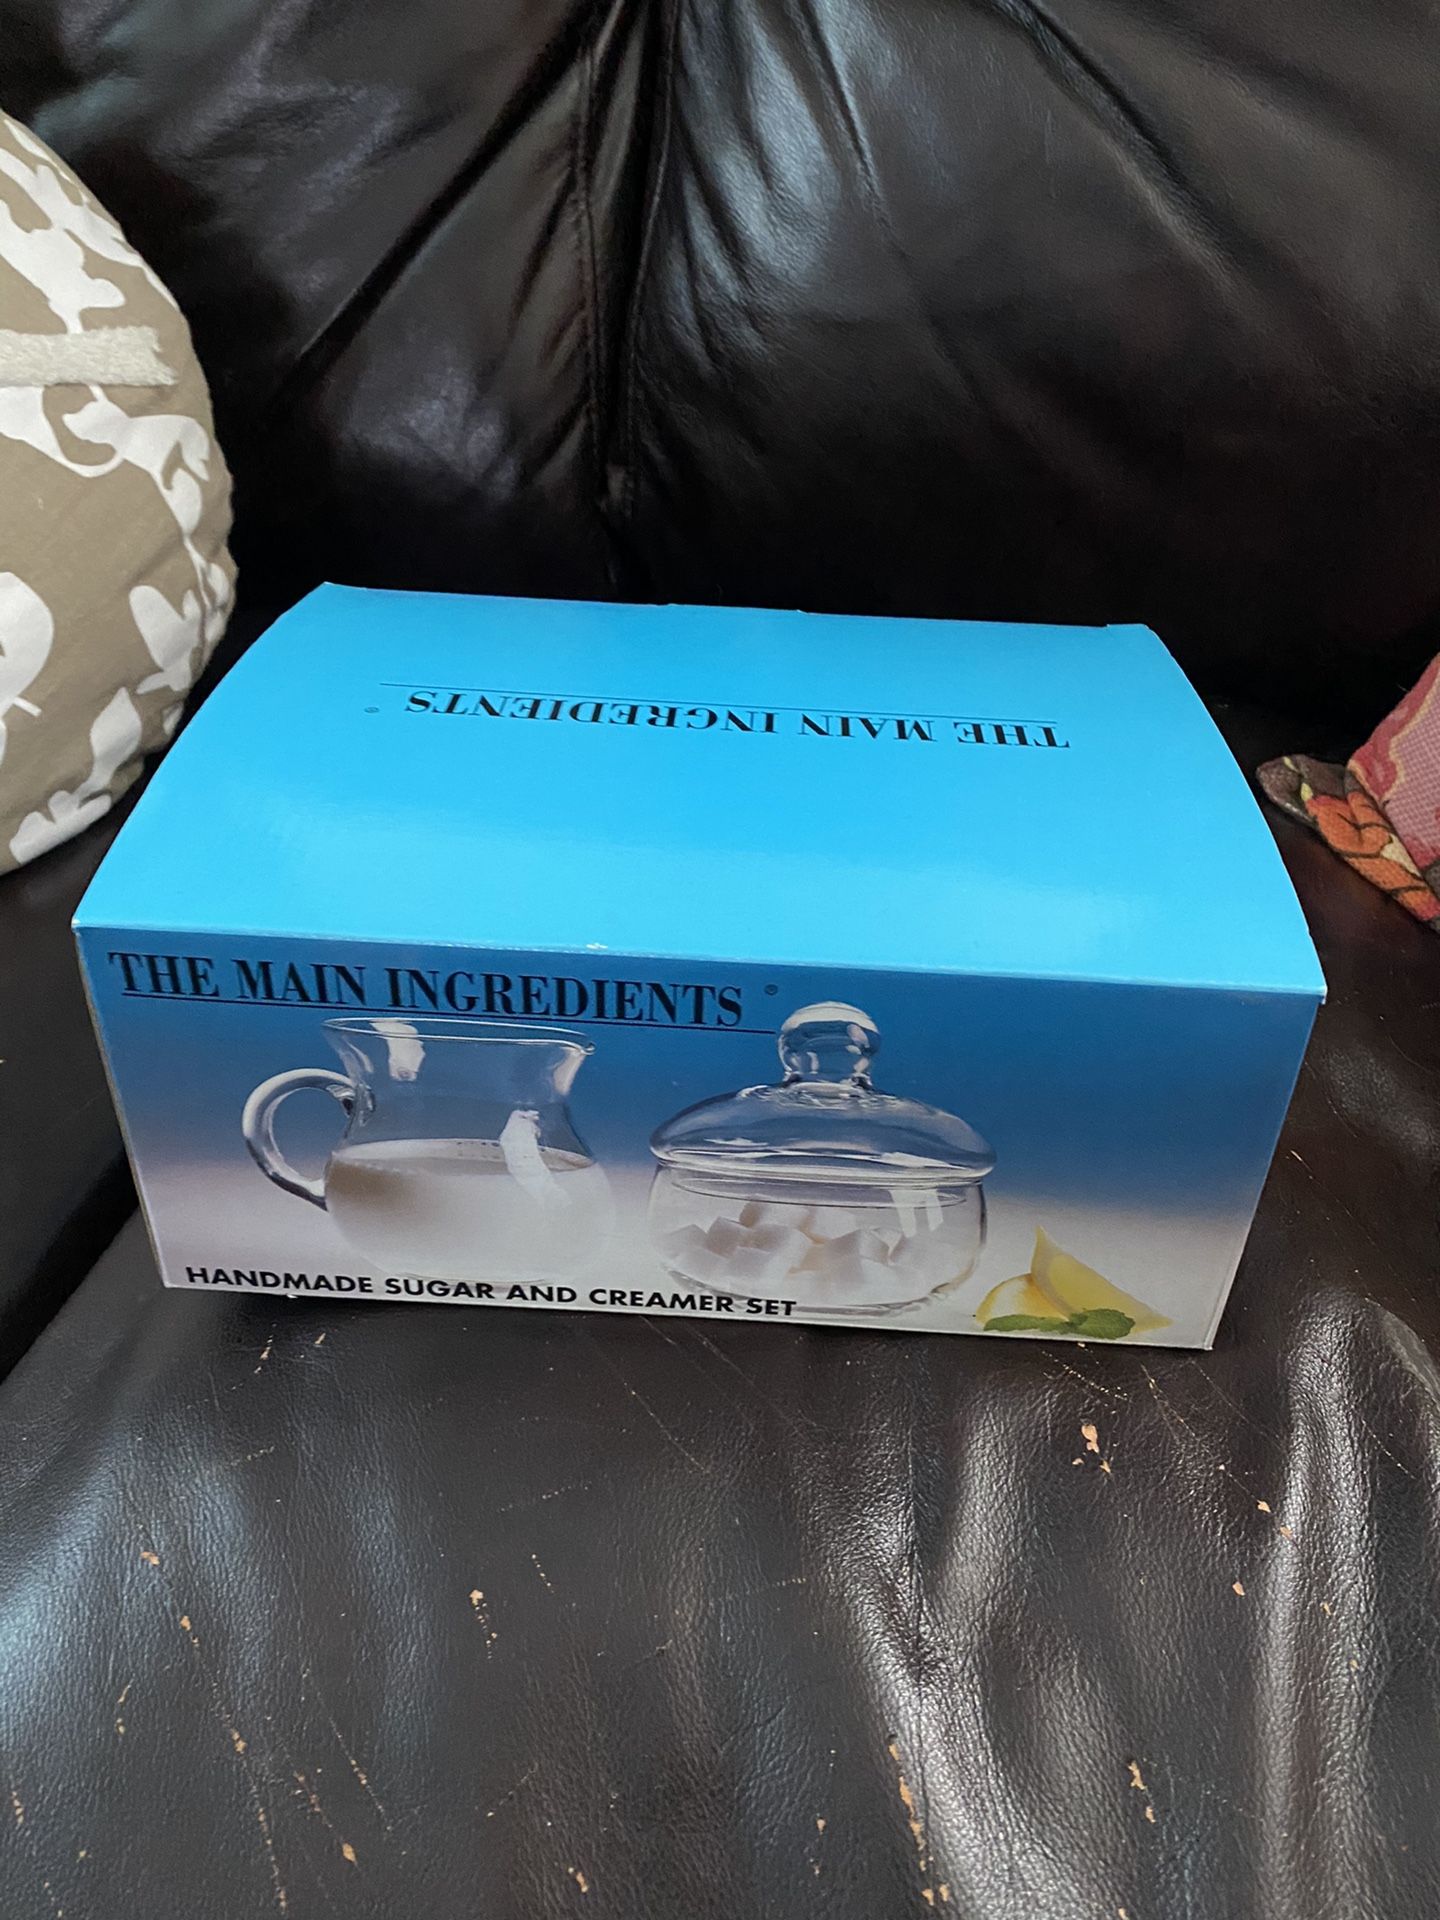 THE MAIN INGREDIENTS ®
THE MAIN INGREDIENTS ®
HANDMADE SUGAR AND CREAMER SET